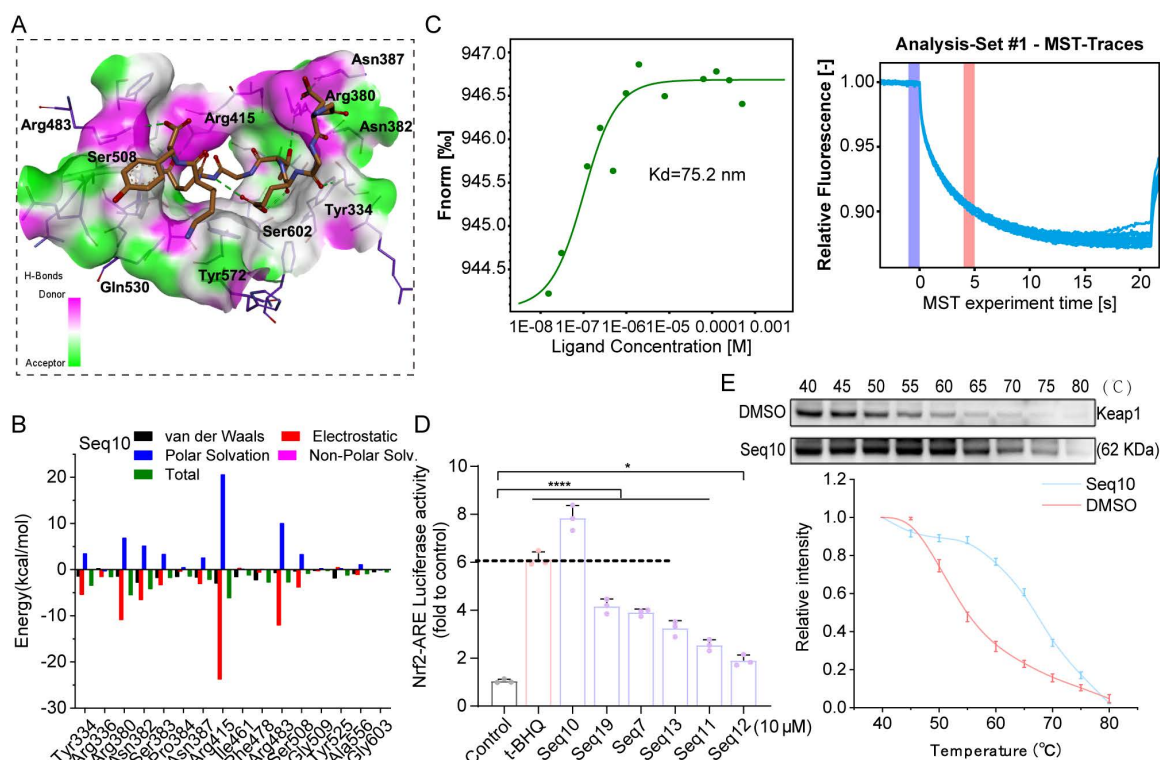 A
Asn387
Arg380
Arg483
Arg415
Asn382
Ser508
Tyr334
Ser602
Tyr572
Gln530
H-Bonds
Donor
Acceptor
C
947.0
946.5
946.0
945.5
945.0
944.5
Fnorm [‰]
Kd=75.2 nm
1E-08 1E-07 1E-06 1E-05 0.0001 0.001
Ligand Concentration [M]
Analysis-Set #1 - MST-Traces
Relative Fluorescence [-]
1.00
0.95
0.90
0 5 10 15 20
MST experiment time [s]
B
Seq10
van der Waals
Electrostatic
Polar Solvation
Non-Polar Solv.
Total
Energy(kcal/mol)
20
10
0
-10
-20
-30
Tyr334
Arg336
Arg380
Asn382
Ser383
Pro384
Asn387
Arg415
Ile461
Phe478
Arg483
Ser508
Gly509
Tyr525
Ala556
Gly603
D
Nrf2-ARE Luciferase activity
(fold to control)
10
8
6
4
2
0
****
*
Control
t-BHQ
Seq10
Seq19
Seq7
Seq13
Seq11
Seq12
(10 μM)
E
40 45 50 55 60 65 70 75 80 (C)
DMSO
Keap1
Seq10
(62 KDa)
Seq10
DMSO
Relative intensity
1.2
1.0
0.8
0.6
0.4
0.2
0
40 50 60 70 80
Temperature (°C)